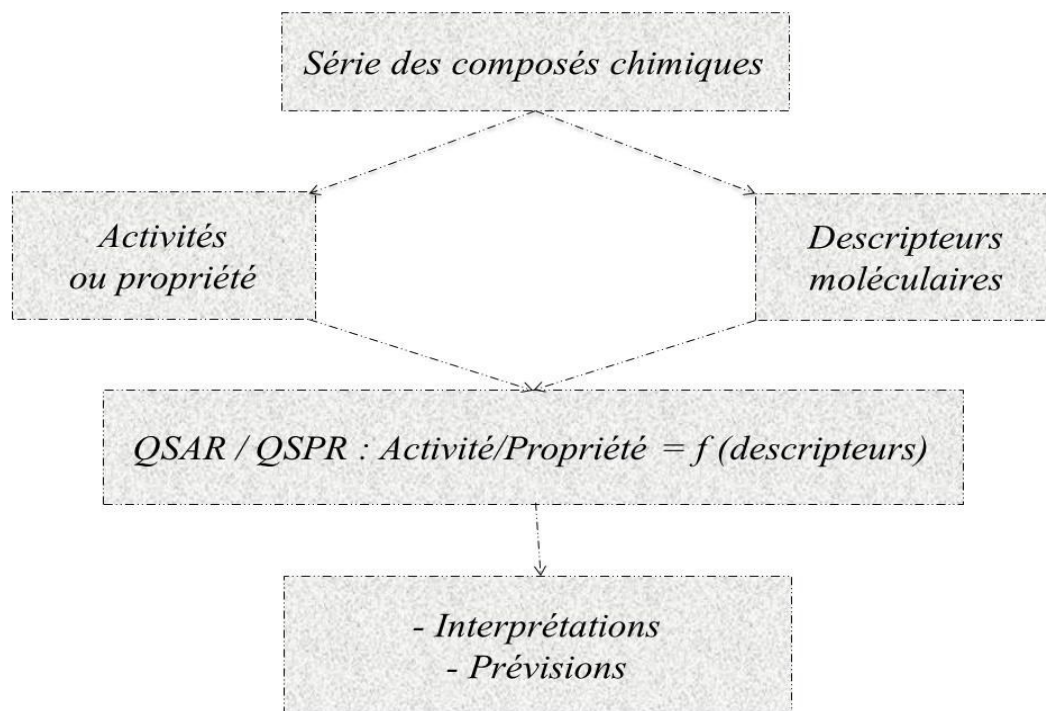 Série des composés chimiques
Activités
ou propriété
Descripteurs
moléculaires
QSAR / QSPR : Activité/Propriété = f (descripteurs)
- Interprétations
- Prévisions